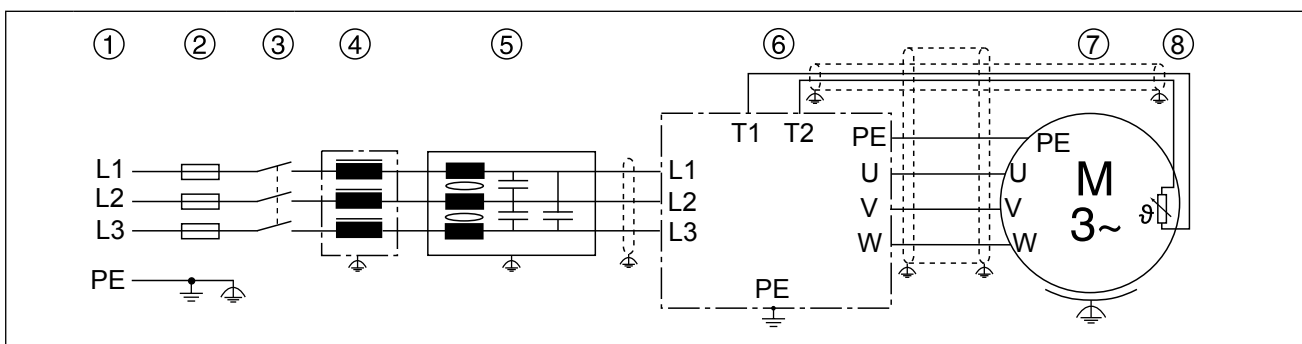 ① ② ③ ④ ⑤ ⑥ ⑦ ⑧
T1 T2
PE PE
L1 L1 U U M
L2 L2 V V 3~ ϑ
L3 L3 W W
PE PE